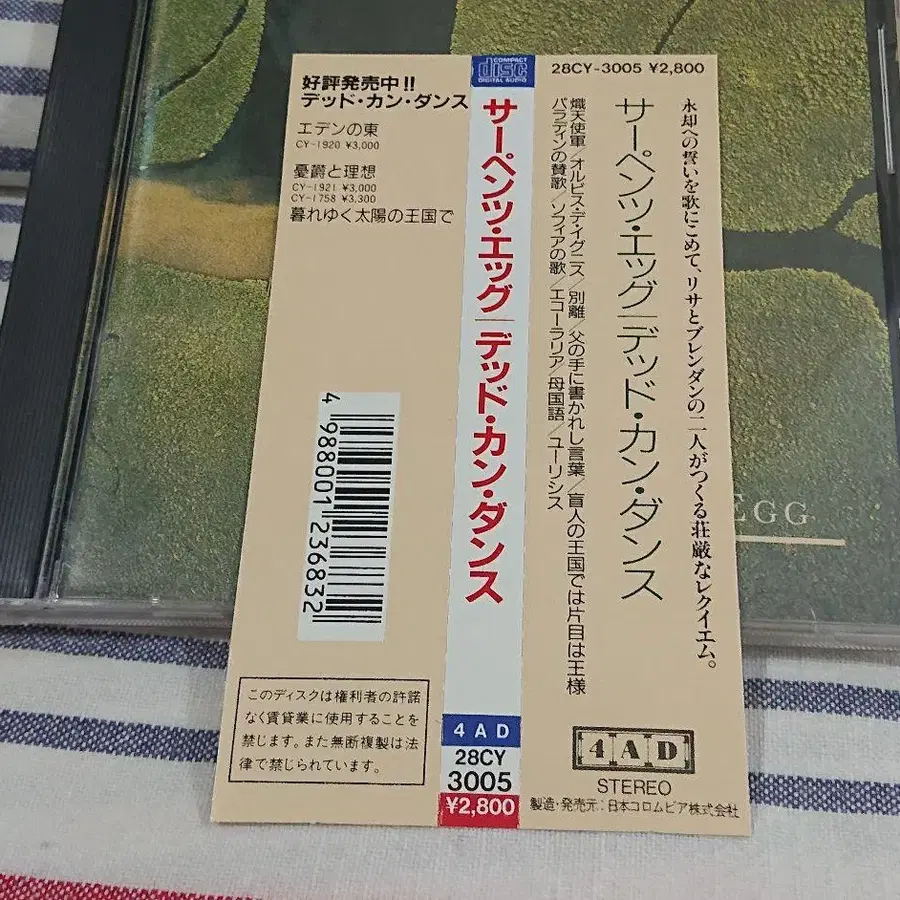 好評発売中!!
デッド・カン・ダンス
エデンの東
CY-1920 ¥3,000
憂欝と理想
CY-1921 ¥3,000
CY-1758 ¥3,300
暮れゆく太陽の王国で
4 988001 236832
このディスクは権利者の許諾
なく賃貸業に使用することを
禁じます。また無断複製は法
律で禁じられています。
COMPACT
disc
DIGITAL AUDIO
サーペンツ・エッグ/デッド・カン・ダンス
4AD
28CY
3005
¥2,800
28CY-3005 ¥2,800
永却への誓いを歌にこめて、リサとブレンダンの二人がつくる荘厳なレクイエム。
サーペンツ・エッグ/デッド・カン・ダンス
熾天使軍/オルビス・デ・イグニス/別離/父の手に書かれし言葉/盲人の王国では片目は王様
パラディンの賛歌/ソフィアの歌/エコーラリア/母国語/ユーリシス
4AD
STEREO
製造・発売元:日本コロムビア株式会社
EGG